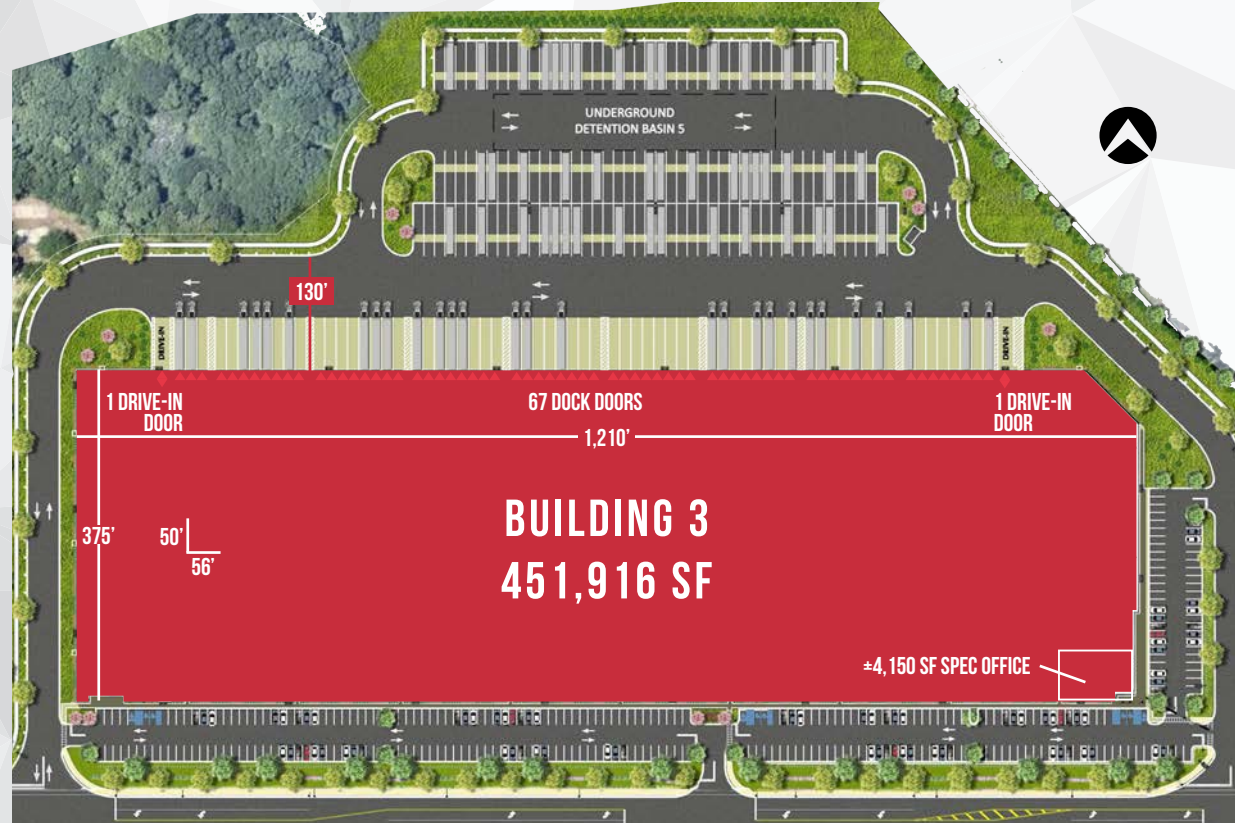 UNDERGROUND
DETENTION BASIN 5
130’
DRIVE-IN
DRIVE-IN
1 DRIVE-IN
DOOR
67 DOCK DOORS
1 DRIVE-IN
DOOR
1,210’
375’
50’
56’
BUILDING 3
451,916 SF
±4,150 SF SPEC OFFICE